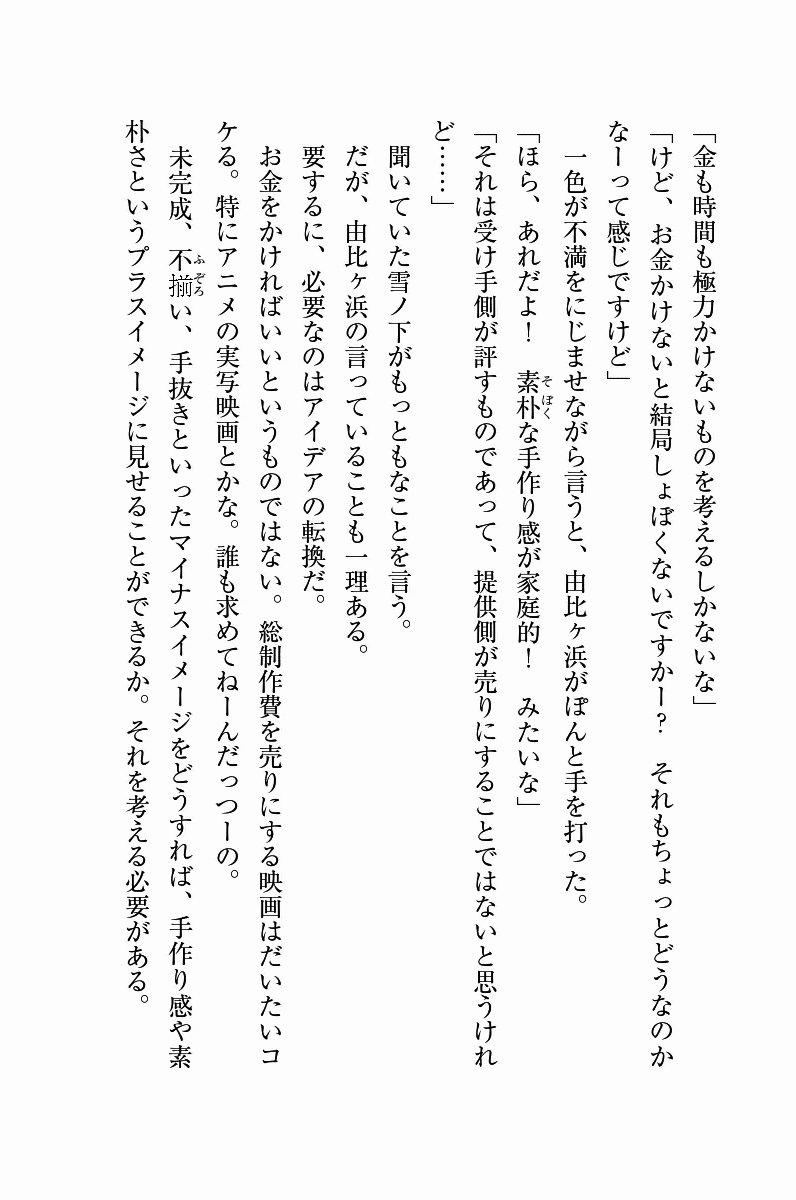 「金も時間も極力かけないものを考えるしかないな」
「けど、お金かけないと結局しょぼくないですかー？　それもちょっとどうなのか
なーって感じですけど」
　一色が不満をにじませながら言うと、由比ヶ浜がぽんと手を打った。
「ほら、あれだよ！　素朴な手作り感が家庭的！　みたいな」
「それは受け手側が評すものであって、提供側が売りにすることではないと思うけれ
ど……」
　聞いていた雪ノ下がもっともなことを言う。
　だが、由比ヶ浜の言っていることも一理ある。
　要するに、必要なのはアイデアの転換だ。
　お金をかければいいというものではない。総制作費を売りにする映画はだいたいコ
ケる。特にアニメの実写映画とかな。誰も求めてねーんだっつーの。
　未完成、不揃い、手抜きといったマイナスイメージをどうすれば、手作り感や素
朴さというプラスイメージに見せることができるか。それを考える必要がある。